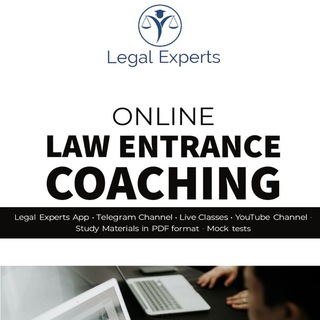 Legal Experts
ONLINE
LAW ENTRANCE
COACHING
Legal Experts App • Telegram Channel • Live Classes • YouTube Channel ·
Study Materials in PDF format · Mock tests